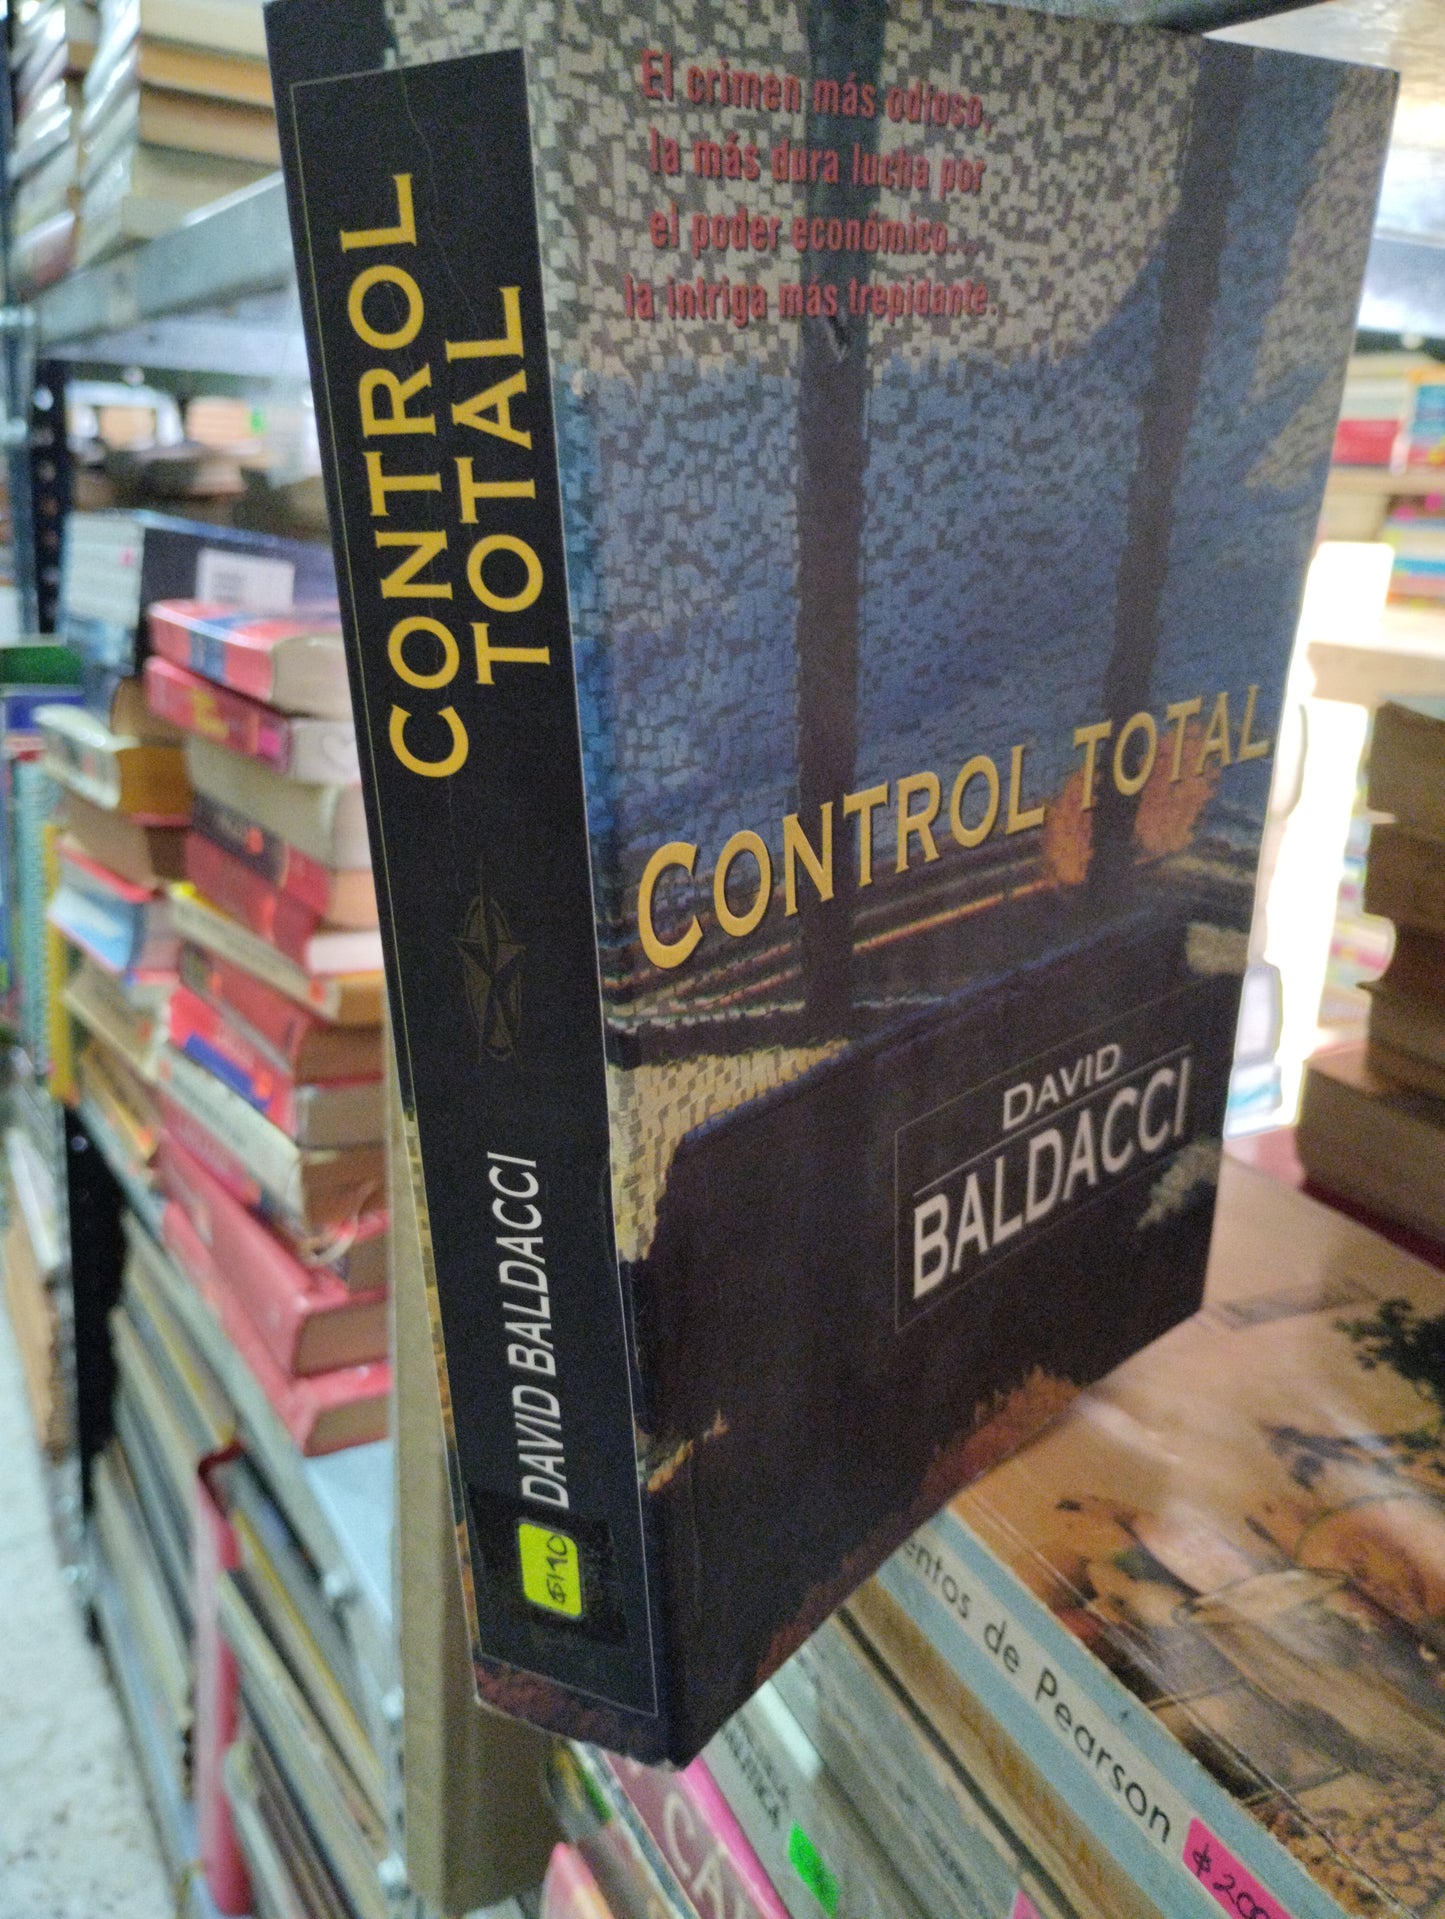 El crimen más odioso,
la más dura lucha por
el poder económico...
la intriga más trepidante.
CONTROL TOTAL
DAVID
BALDACCI
CONTROL
TOTAL
DAVID BALDACCI
$110
entos de Pearson
$200